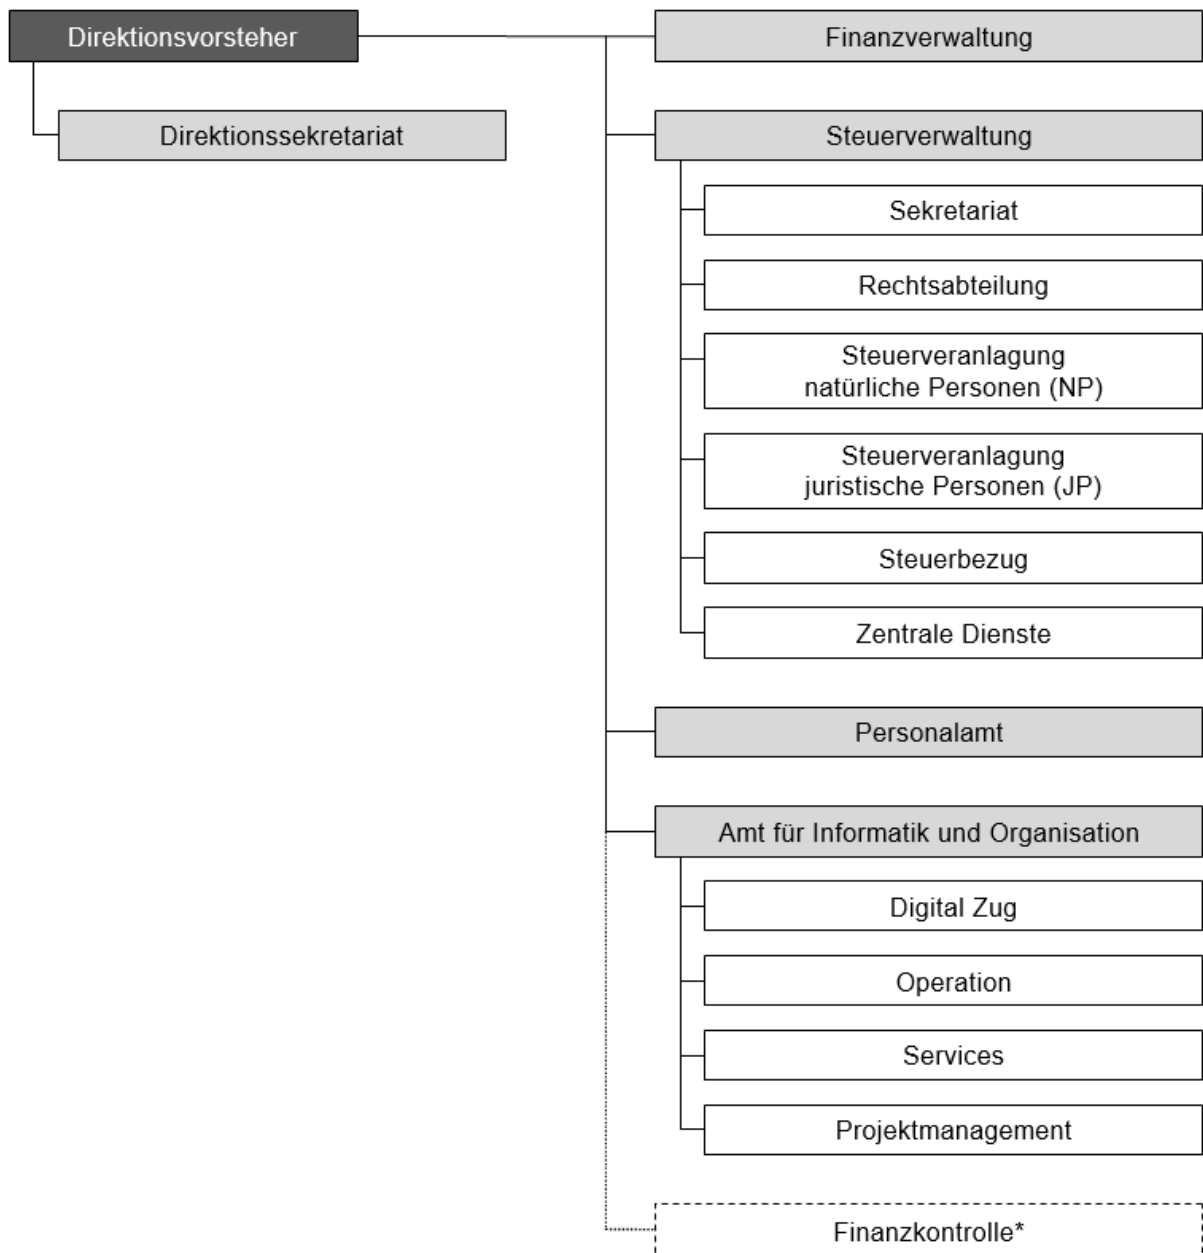 Direktionsvorsteher
Direktionssekretariat
Finanzverwaltung
Steuerverwaltung
Sekretariat
Rechtsabteilung
Steuerveranlagung
natürliche Personen (NP)
Steuerveranlagung
juristische Personen (JP)
Steuerbezug
Zentrale Dienste
Personalamt
Amt für Informatik und Organisation
Digital Zug
Operation
Services
Projektmanagement
Finanzkontrolle*